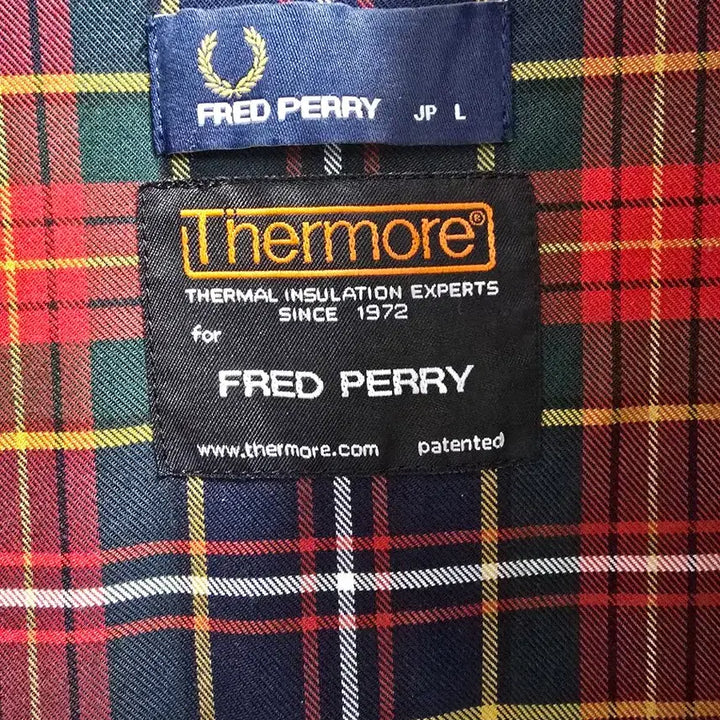 FRED PERRY JP L
Thermore®
THERMAL INSULATION EXPERTS
SINCE 1972
for
FRED PERRY
www.thermore.com patented